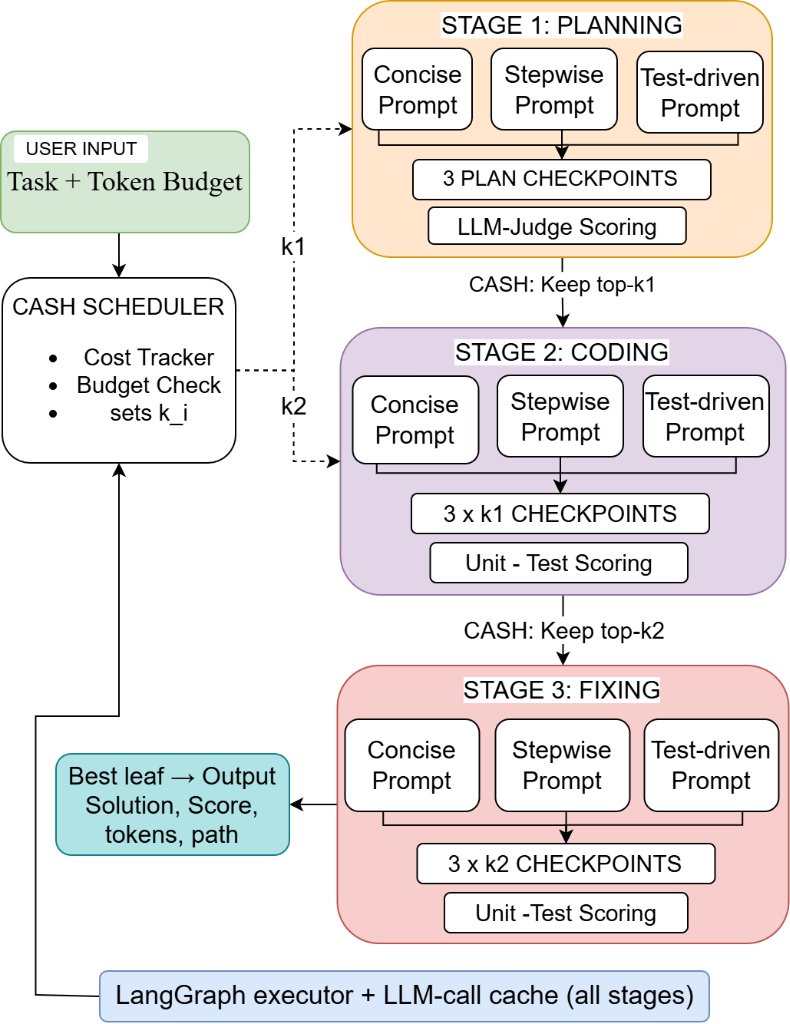 USER INPUT
Task + Token Budget
CASH SCHEDULER
• Cost Tracker
• Budget Check
• sets k_i
k1
k2
STAGE 1: PLANNING
Concise
Prompt
Stepwise
Prompt
Test-driven
Prompt
3 PLAN CHECKPOINTS
LLM-Judge Scoring
CASH: Keep top-k1
STAGE 2: CODING
Concise
Prompt
Stepwise
Prompt
Test-driven
Prompt
3 x k1 CHECKPOINTS
Unit - Test Scoring
CASH: Keep top-k2
STAGE 3: FIXING
Concise
Prompt
Stepwise
Prompt
Test-driven
Prompt
3 x k2 CHECKPOINTS
Unit -Test Scoring
Best leaf → Output
Solution, Score,
tokens, path
LangGraph executor + LLM-call cache (all stages)